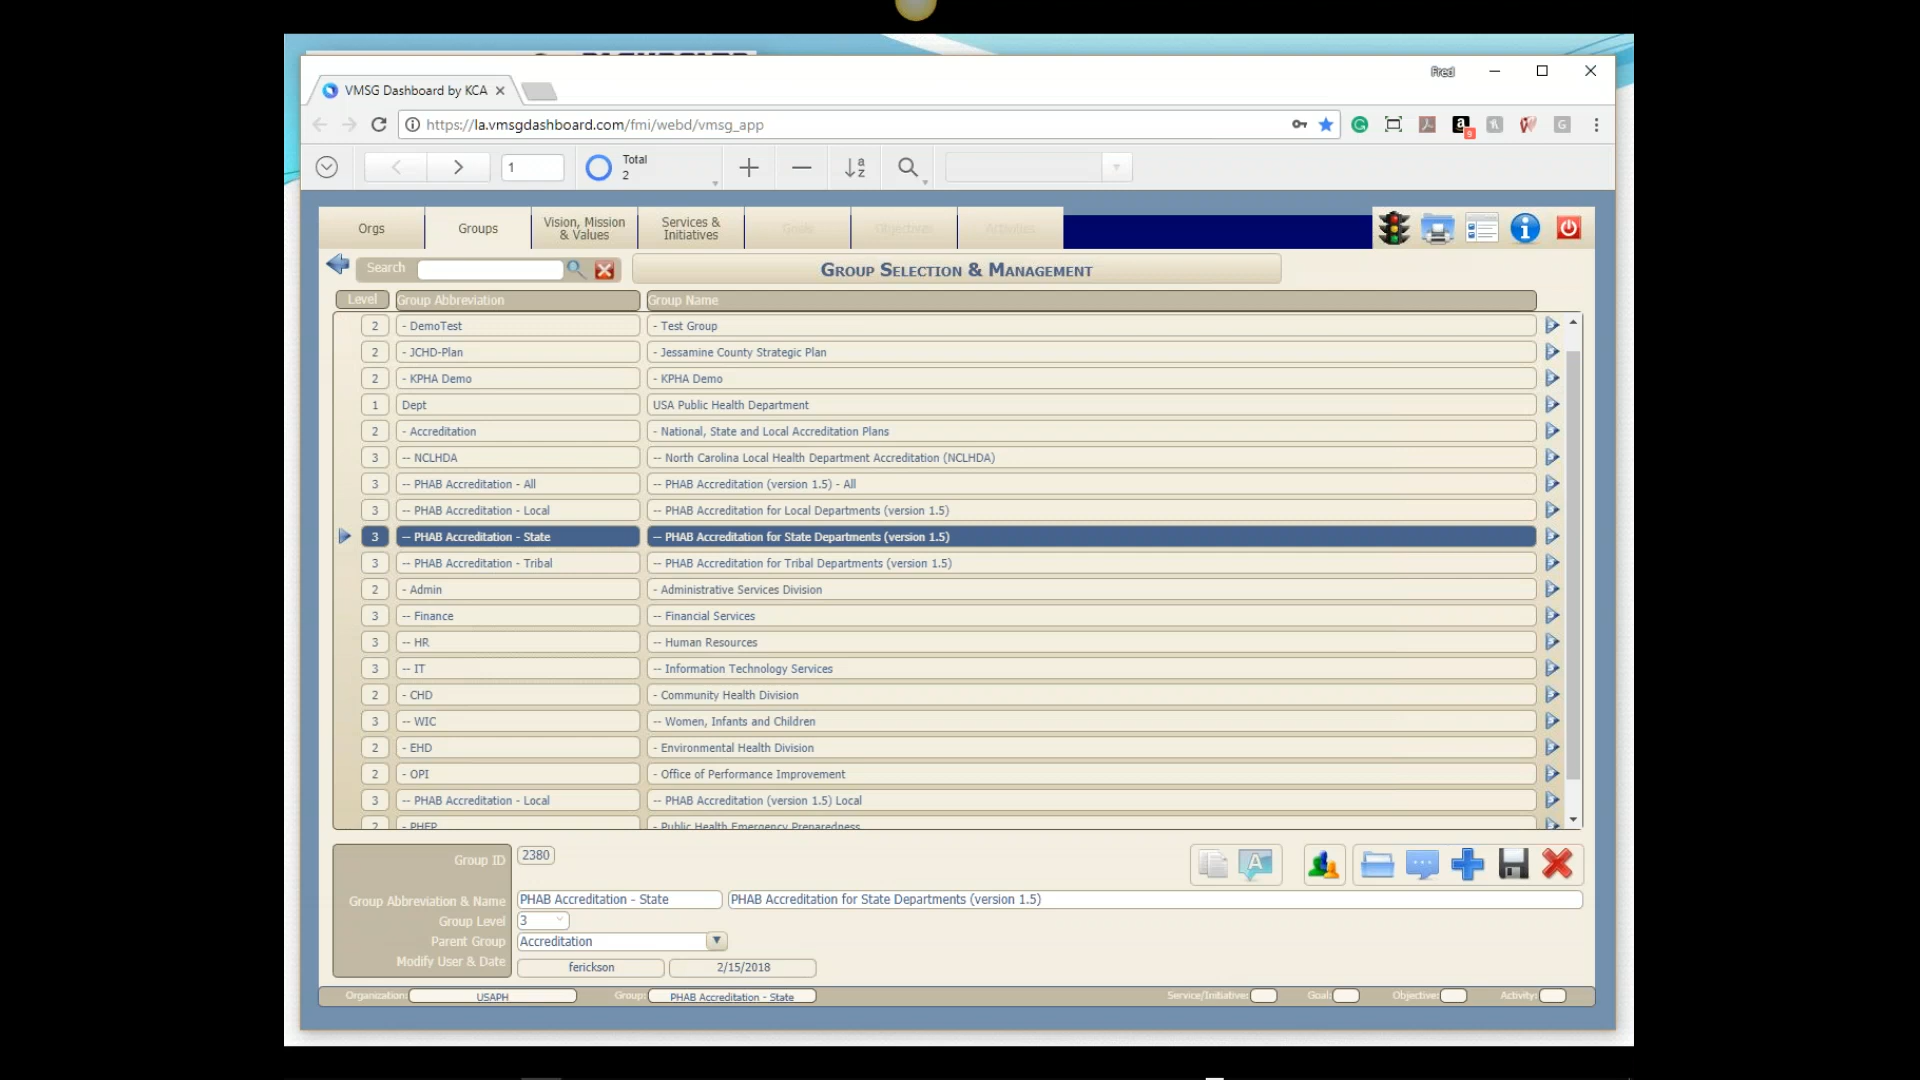 Fred
VMSG Dashboard by KCA
https://la.vmsgdashboard.com/fmi/webd/vmsg_app
1
Total
2
Orgs
Groups
Vision, Mission
& Values
Services &
Initiatives
Goals
Objectives
Activities
Search
GROUP SELECTION & MANAGEMENT
Level Group Abbreviation Group Name
2 - DemoTest - Test Group
2 - JCHD-Plan - Jessamine County Strategic Plan
2 - KPHA Demo - KPHA Demo
1 Dept USA Public Health Department
2 - Accreditation - National, State and Local Accreditation Plans
3 -- NCLHDA -- North Carolina Local Health Department Accreditation (NCLHDA)
3 -- PHAB Accreditation - All -- PHAB Accreditation (version 1.5) - All
3 -- PHAB Accreditation - Local -- PHAB Accreditation for Local Departments (version 1.5)
3 -- PHAB Accreditation - State -- PHAB Accreditation for State Departments (version 1.5)
3 -- PHAB Accreditation - Tribal -- PHAB Accreditation for Tribal Departments (version 1.5)
2 - Admin - Administrative Services Division
3 -- Finance -- Financial Services
3 -- HR -- Human Resources
3 -- IT -- Information Technology Services
2 - CHD - Community Health Division
3 -- WIC -- Women, Infants and Children
2 - EHD - Environmental Health Division
2 - OPI - Office of Performance Improvement
3 -- PHAB Accreditation - Local -- PHAB Accreditation (version 1.5) Local
2 - PHEP - Public Health Emergency Preparedness
Group ID 2380
Group Abbreviation & Name PHAB Accreditation - State PHAB Accreditation for State Departments (version 1.5)
Group Level 3
Parent Group Accreditation
Modify User & Date ferickson 2/15/2018
Organization: USAPH Group: PHAB Accreditation - State Service/Initiative: Goal: Objective: Activity: